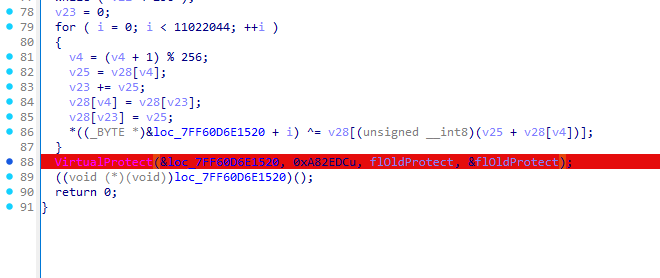 78 v23 = 0;
79 for ( i = 0; i < 11022044; ++i )
80 {
81 v4 = (v4 + 1) % 256;
82 v25 = v28[v4];
83 v23 += v25;
84 v28[v4] = v28[v23];
85 v28[v23] = v25;
86 *((_BYTE *)&loc_7FF60D6E1520 + i) ^= v28[(unsigned __int8)(v25 + v28[v4])];
87 }
88 VirtualProtect(&loc_7FF60D6E1520, 0xA82EDCu, flOldProtect, &flOldProtect);
89 ((void (*)(void))loc_7FF60D6E1520)();
90 return 0;
91 }